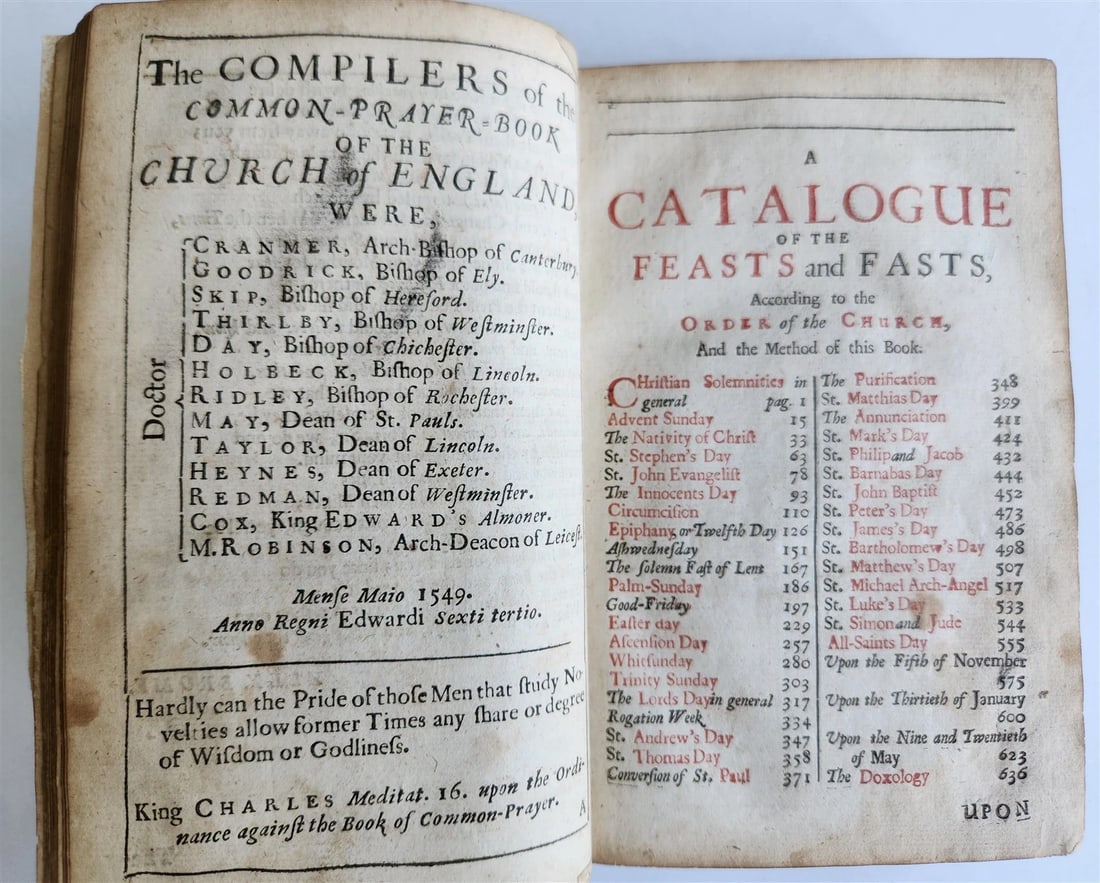 The COMPILERS of the
COMMON-PRAYER-BOOK
OF THE
CHURCH of ENGLAND,
WERE,
Doctor
CRANMER, Arch-Biſhop of Canterbury.
GOODRICK, Biſhop of Ely.
SKIP, Biſhop of Hereford.
THIRLBY, Biſhop of Weſtminſter.
DAY, Biſhop of Chicheſter.
HOLBECK, Biſhop of Lincoln.
RIDLEY, Biſhop of Rocheſter.
MAY, Dean of St. Pauls.
TAYLOR, Dean of Lincoln.
HEYNES, Dean of Exeter.
REDMAN, Dean of Weſtminſter.
COX, King EDWARD's Almoner.
M. ROBINSON, Arch-Deacon of Leiceſt.
Menſe Maio 1549.
Anno Regni Edwardi Sexti tertio.
Hardly can the Pride of thoſe Men that ſtudy No-
velties allow former Times any ſhare or degree
of Wiſdom or Godlineſs.
King CHARLES Meditat. 16. upon the Ordi-
nance againſt the Book of Common-Prayer.
A
A
CATALOGUE
OF THE
FEASTS and FASTS,
According to the
ORDER of the CHURCH,
And the Method of this Book.
CHriſtian Solemnities in
general pag. 1
Advent Sunday 15
The Nativity of Chriſt 33
St. Stephen's Day 63
St. John Evangeliſt 78
The Innocents Day 93
Circumciſion 110
Epiphany, or Twelfth Day 126
Aſhwedneſday 151
The ſolemn Faſt of Lent 167
Palm-Sunday 186
Good-Friday 197
Eaſter day 229
Aſcenſion Day 257
Whitſunday 280
Trinity Sunday 303
The Lords Day in general 317
Rogation Week 334
St. Andrew's Day 347
St. Thomas Day 358
Converſion of St. Paul 371
The Purification 348
St. Matthias Day 399
The Annunciation 411
St. Mark's Day 424
St. Philip and Jacob 432
St. Barnabas Day 444
St. John Baptiſt 452
St. Peter's Day 473
St. James's Day 486
St. Bartholomew's Day 498
St. Matthew's Day 507
St. Michael Arch-Angel 517
St. Luke's Day 533
St. Simon and Jude 544
All-Saints Day 555
Upon the Fifth of November
575
Upon the Thirtieth of January
600
Upon the Nine and Twentieth
of May 623
The Doxology 636
UPON